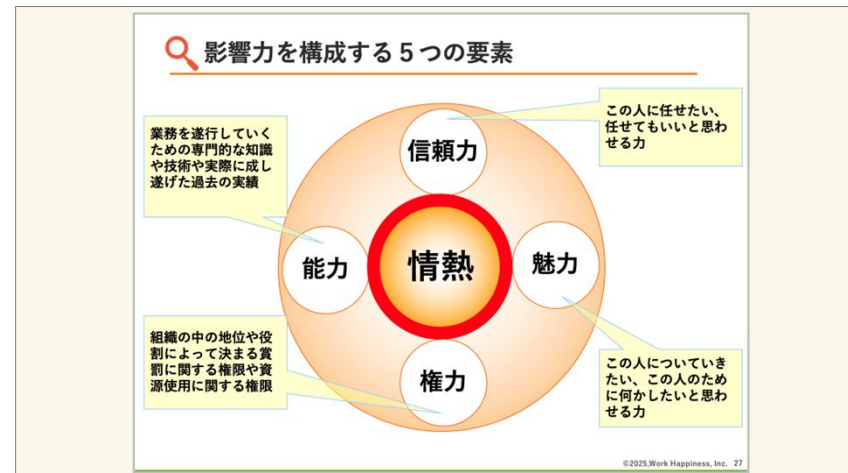 影響力を構成する５つの要素
この人に任せたい、
任せてもいいと思わ
せる力
業務を遂行していく
ための専門的な知識
や技術や実際に成し
遂げた過去の実績
信頼力
能力
情熱
魅力
組織の中の地位や役
割によって決まる賞
罰に関する権限や資
源使用に関する権限
権力
この人についていき
たい、この人のため
に何かしたいと思わ
せる力
©2025,Work Happiness, Inc. 27